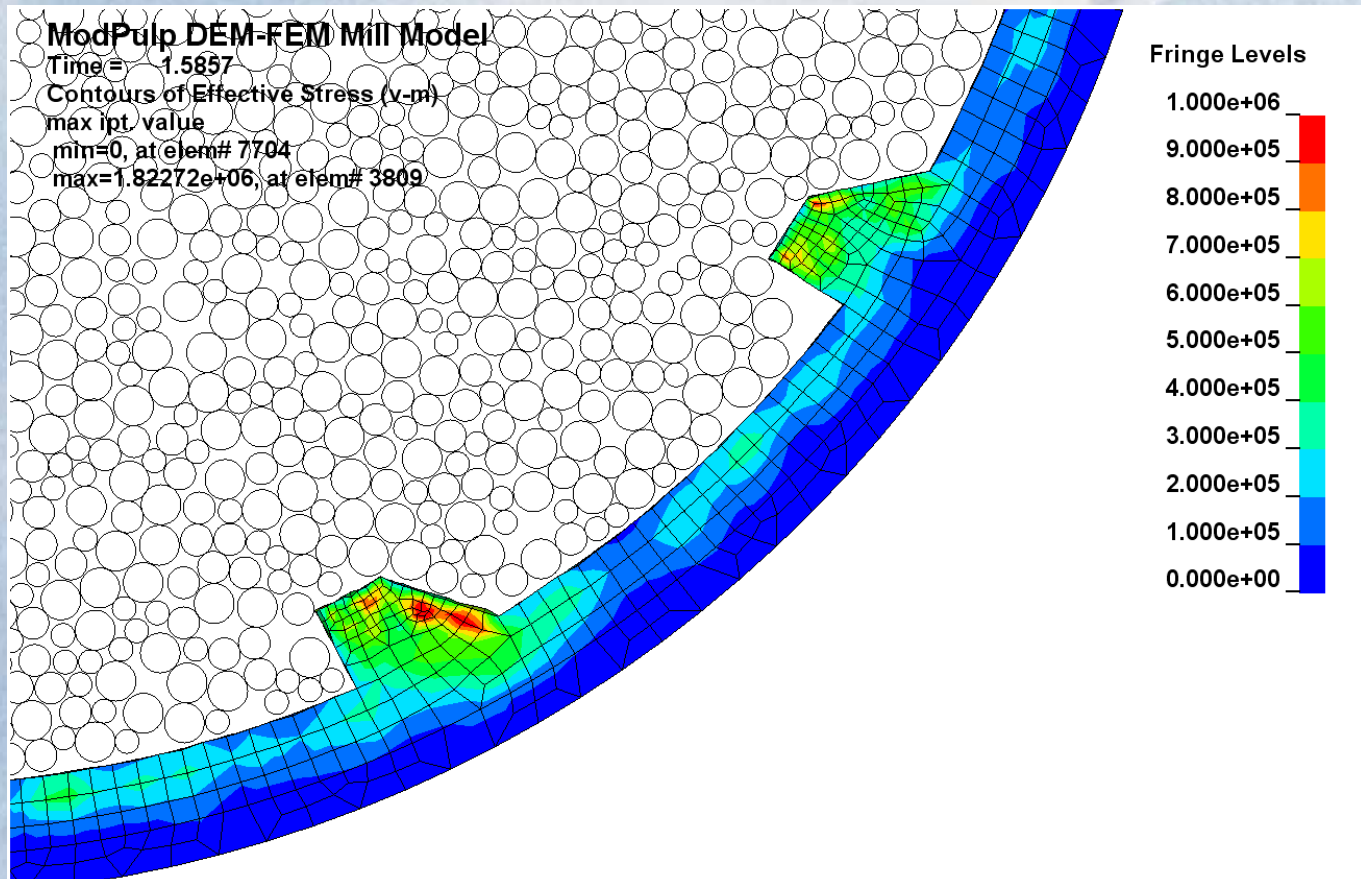 ModPulp DEM-FEM Mill Model
Time = 1.5857
Contours of Effective Stress (v-m)
max ipt. value
min=0, at elem# 7704
max=1.82272e+06, at elem# 3809
Fringe Levels
1.000e+06
9.000e+05
8.000e+05
7.000e+05
6.000e+05
5.000e+05
4.000e+05
3.000e+05
2.000e+05
1.000e+05
0.000e+00